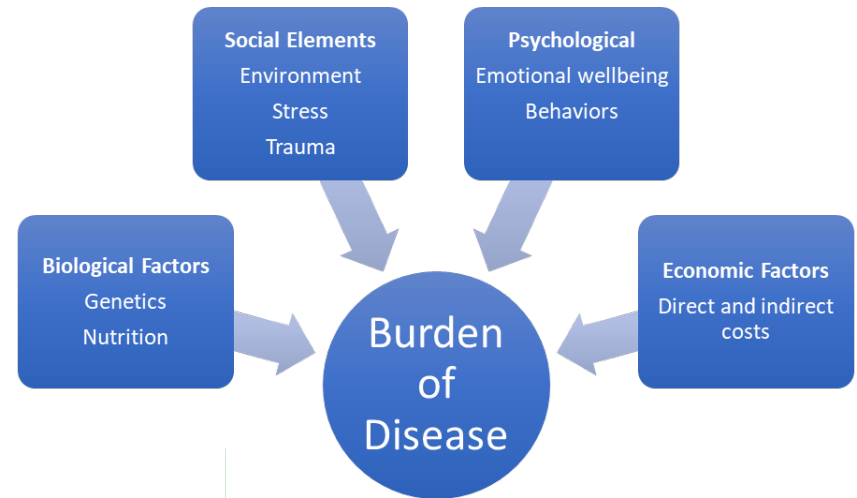 Social Elements
Environment
Stress
Trauma
Psychological
Emotional wellbeing
Behaviors
Biological Factors
Genetics
Nutrition
Economic Factors
Direct and indirect
costs
Burden
of
Disease